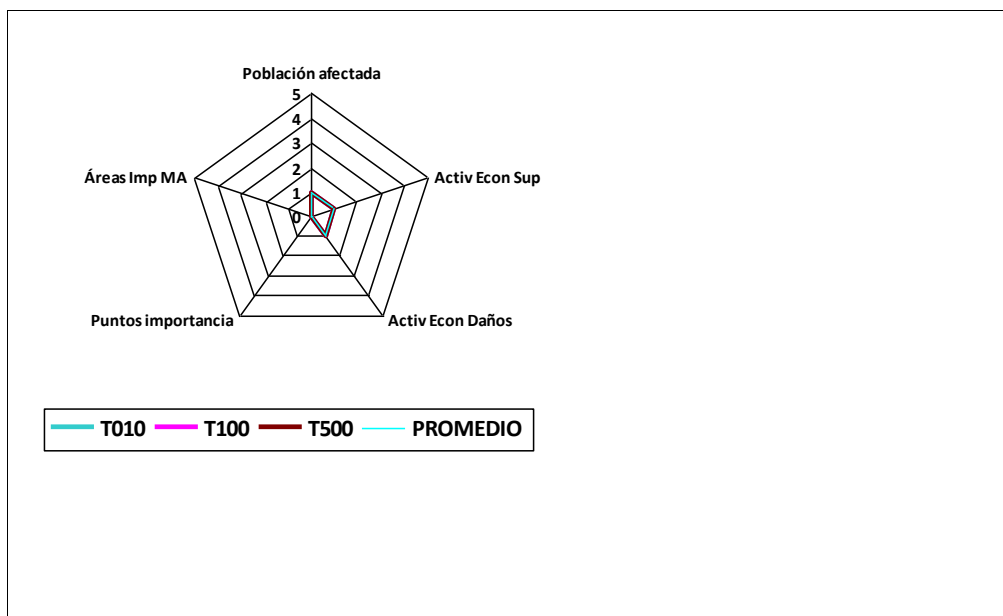 Población afectada
5
4
3
2
1
0
Áreas Imp MA
Activ Econ Sup
Puntos importancia
Activ Econ Daños
T010 T100 T500 PROMEDIO